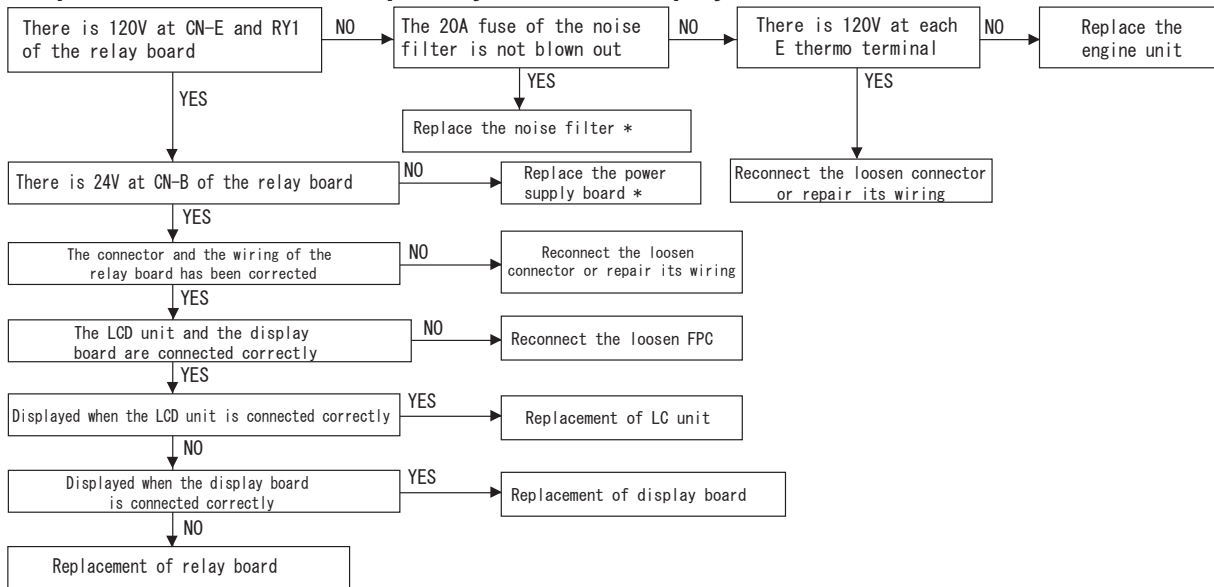 There is 120V at CN-E and RY1
of the relay board
NO
The 20A fuse of the noise
filter is not blown out
NO
There is 120V at each
E thermo terminal
NO
Replace the
engine unit
YES
YES
YES
Replace the noise filter *
Reconnect the loosen connector
or repair its wiring
There is 24V at CN-B of the relay board
NO
Replace the power
supply board *
YES
The connector and the wiring of the
relay board has been corrected
NO
Reconnect the loosen
connector or repair its wiring
YES
The LCD unit and the display
board are connected correctly
NO
Reconnect the loosen FPC
YES
Displayed when the LCD unit is connected correctly
YES
Replacement of LC unit
NO
Displayed when the display board
is connected correctly
YES
Replacement of display board
NO
Replacement of relay board